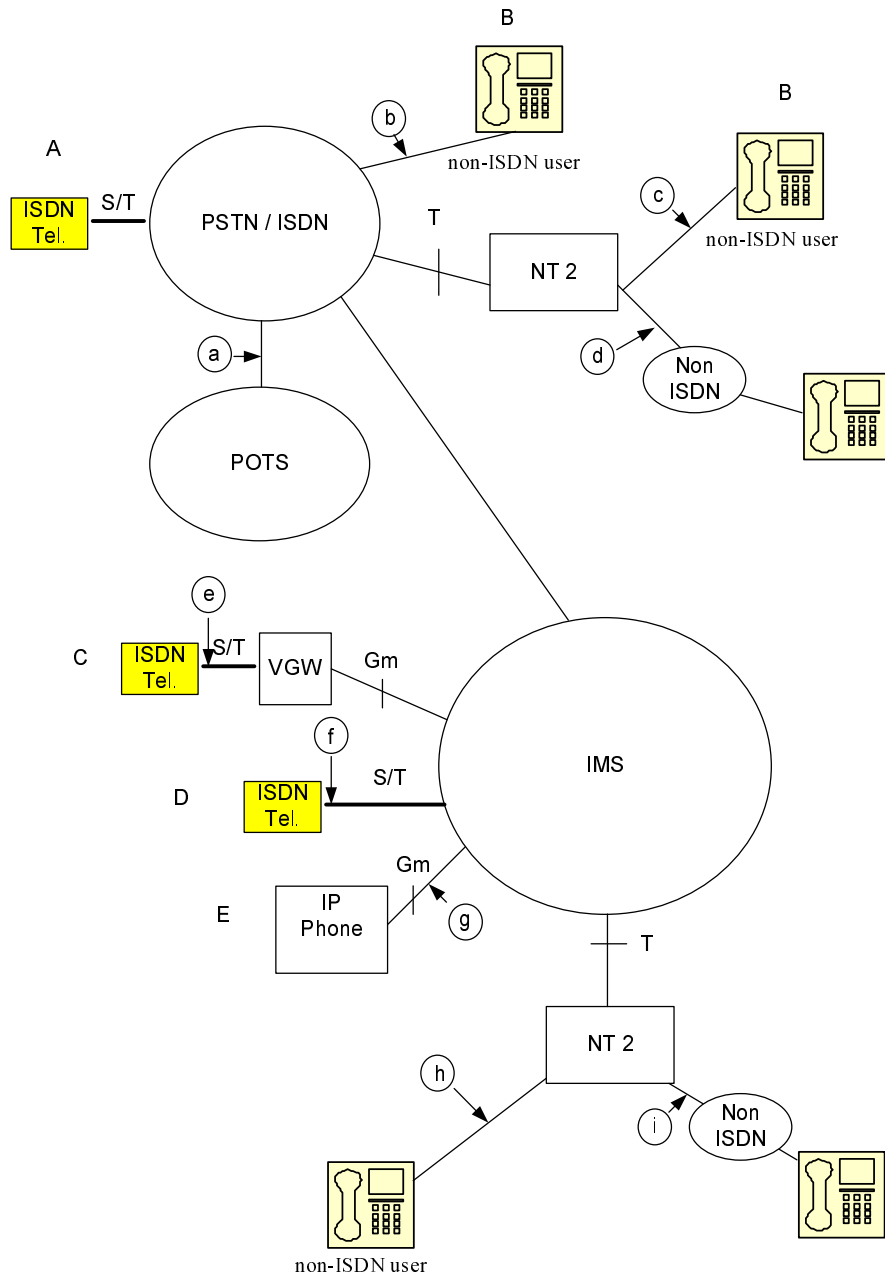 B
b
B
A
non-ISDN user
S/T
ISDN
Tel.
PSTN / ISDN
T
c
non-ISDN user
NT 2
a
d
Non
ISDN
POTS
e
S/T
C
ISDN
Tel.
VGW
Gm
f
IMS
S/T
D
ISDN
Tel.
Gm
E
IP
Phone
g
T
NT 2
h
i
Non
ISDN
non-ISDN user